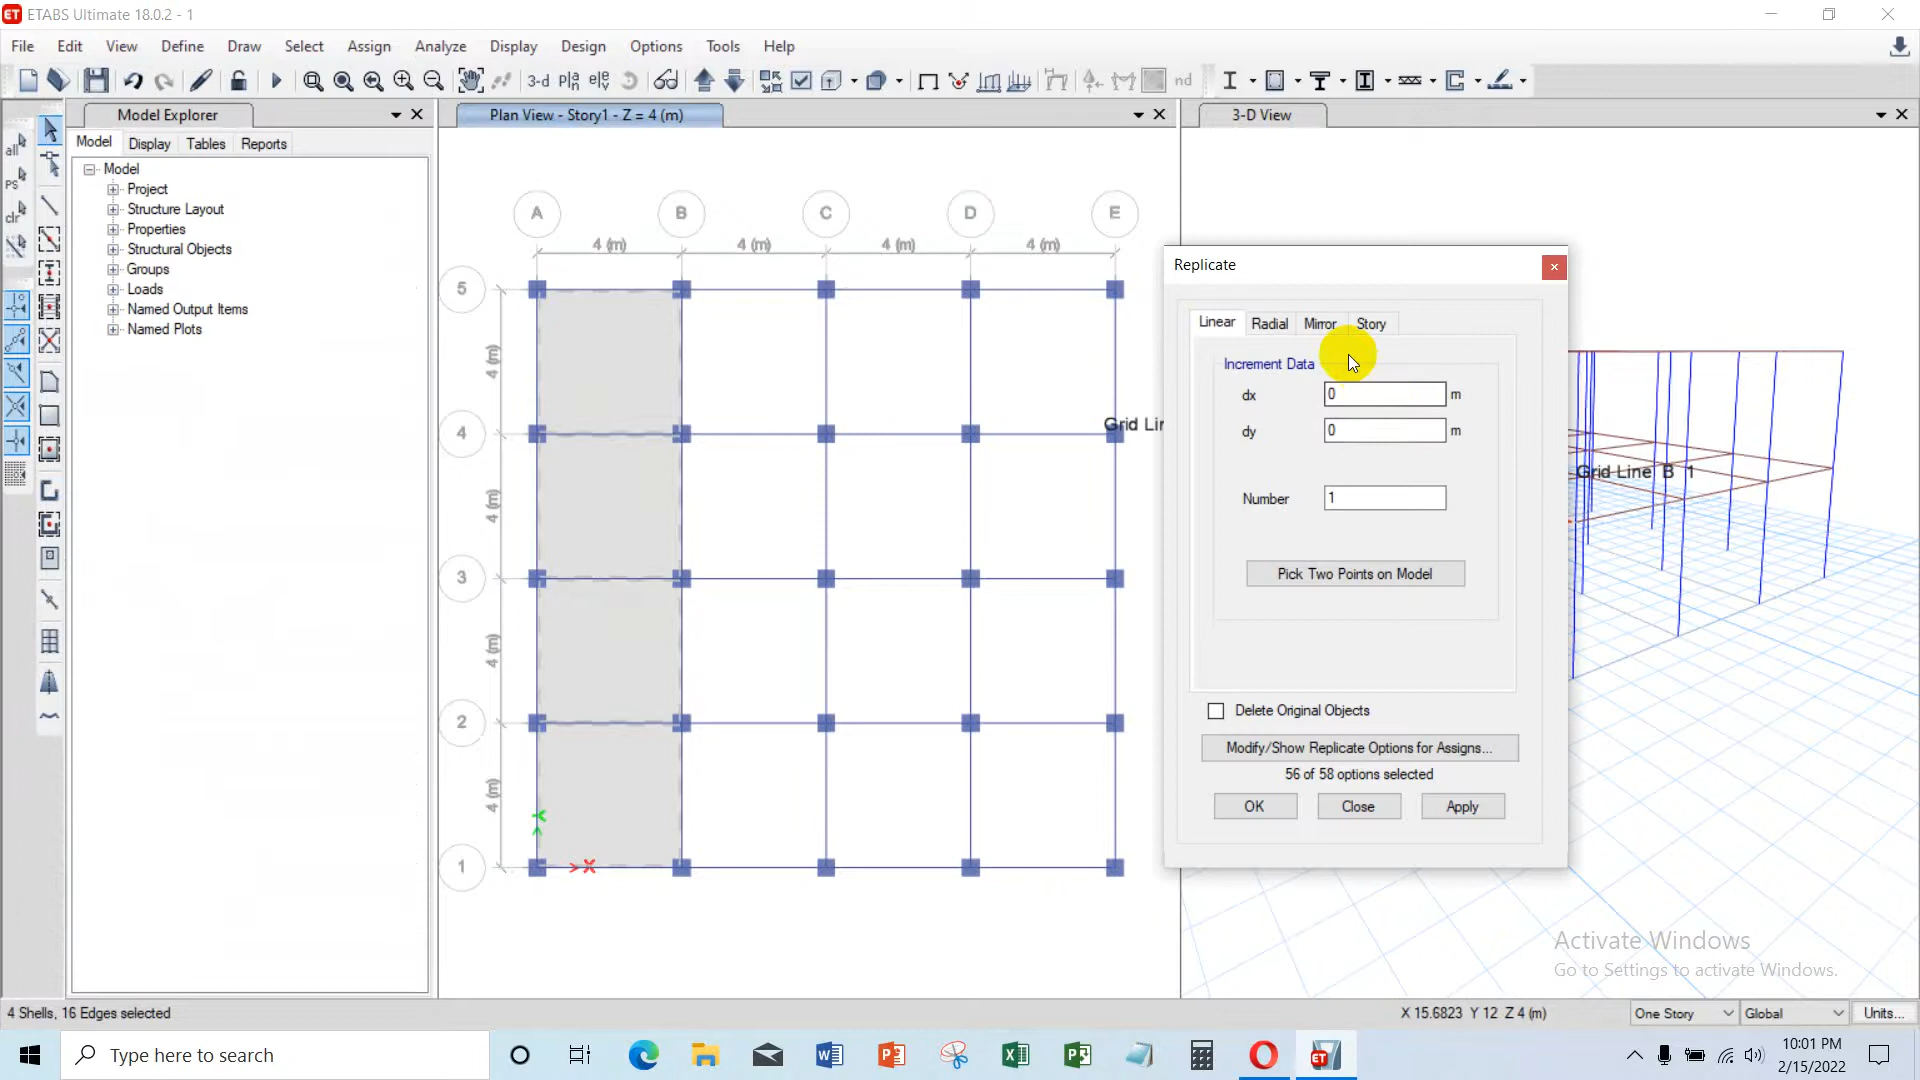 ETABS Ultimate 18.0.2 - 1
File Edit View Define Draw Select Assign Analyze Display Design Options Tools Help
3-d
nd
Model Explorer
Plan View - Story1 - Z = 4 (m)
3-D View
Model Display Tables Reports
all
PS
clr
Model
Project
Structure Layout
Properties
Structural Objects
Groups
Loads
Named Output Items
Named Plots
A B C D E
4 (m) 4 (m) 4 (m) 4 (m)
5
4 (m)
4
4 (m)
3
4 (m)
2
4 (m)
1
X
Grid Lin
Grid Line B 1
Replicate
Linear Radial Mirror Story
Increment Data
dx 0 m
dy 0 m
Number 1
Pick Two Points on Model
Delete Original Objects
Modify/Show Replicate Options for Assigns...
56 of 58 options selected
OK Close Apply
Activate Windows
Go to Settings to activate Windows.
4 Shells, 16 Edges selected
X 15.6823 Y 12 Z 4 (m)
One Story Global Units...
Type here to search
10:01 PM
2/15/2022